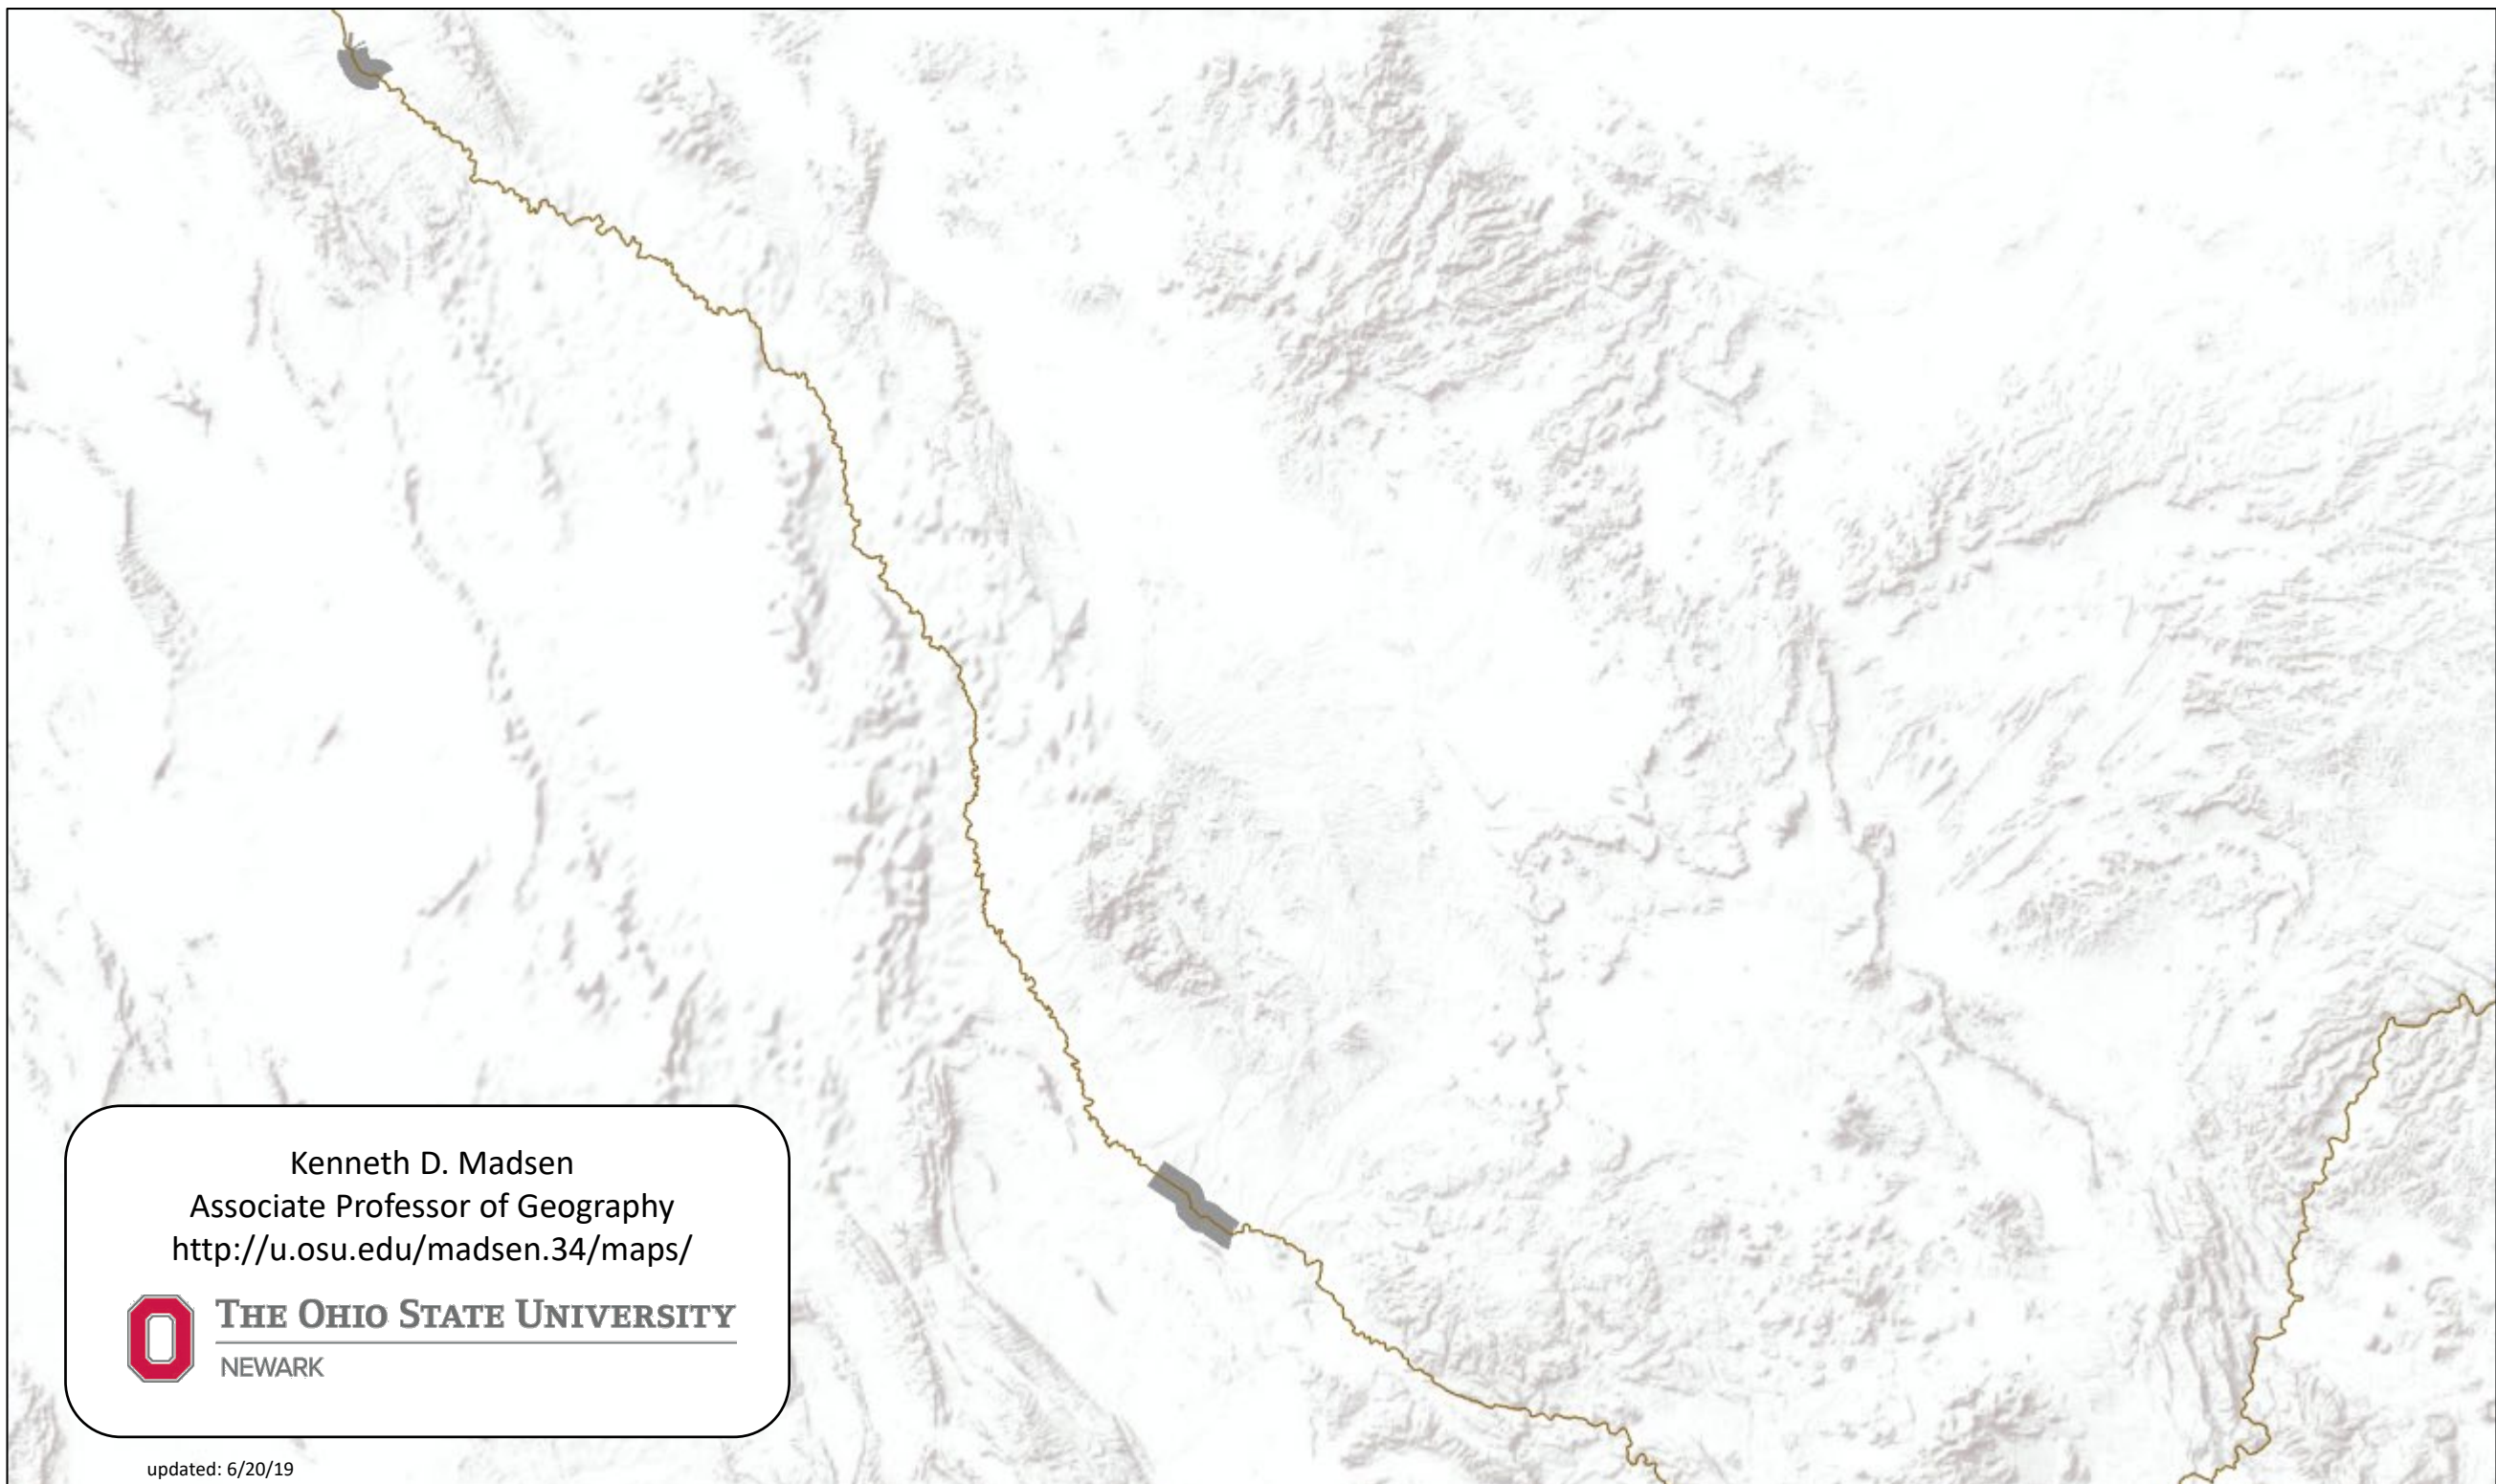 Kenneth D. Madsen
Associate Professor of Geography
http://u.osu.edu/madsen.34/maps/
THE OHIO STATE UNIVERSITY
NEWARK
updated: 6/20/19